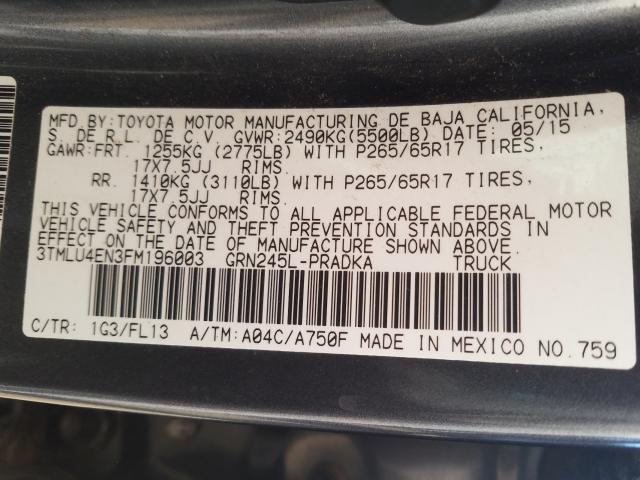 MFD.BY:TOYOTA MOTOR MANUFACTURING DE BAJA CALIFORNIA,
S. DE R.L. DE C.V. GVWR:2490KG(5500LB) DATE: 05/15
GAWR:FRT. 1255KG (2775LB) WITH P265/65R17 TIRES,
17X7.5JJ RIMS.
RR. 1410KG (3110LB) WITH P265/65R17 TIRES,
17X7.5JJ RIMS.
THIS VEHICLE CONFORMS TO ALL APPLICABLE FEDERAL MOTOR
VEHICLE SAFETY AND THEFT PREVENTION STANDARDS IN
EFFECT ON THE DATE OF MANUFACTURE SHOWN ABOVE.
3TMLU4EN3FM196003 GRN245L-PRADKA TRUCK
C/TR: 1G3/FL13 A/TM:A04C/A750F MADE IN MEXICO NO.759